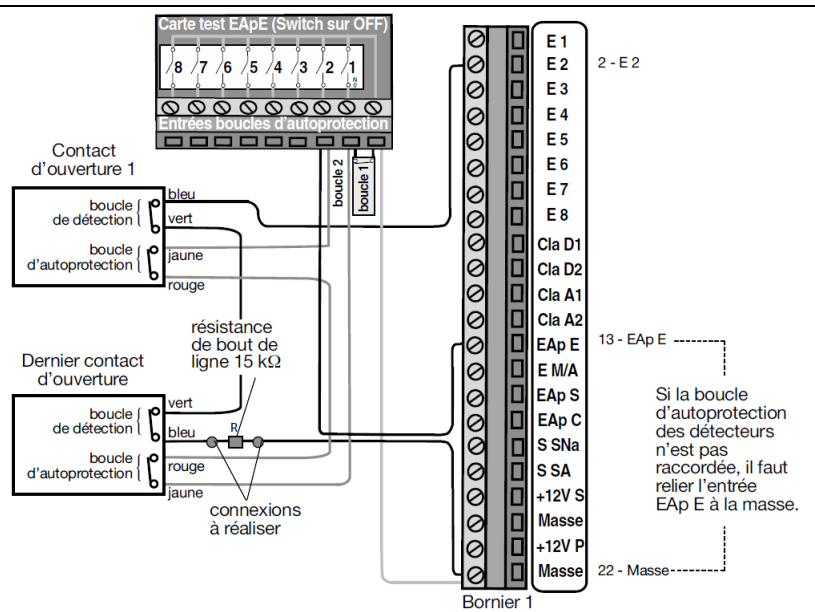 Carte test EApE (Switch sur OFF)
8 7 6 5 4 3 2 1
N
O
Entrées boucles d'autoprotection
boucle 2
boucle 1
Contact
d'ouverture 1
boucle
de détection
boucle
d'autoprotection
bleu
vert
jaune
rouge
résistance
de bout de
ligne 15 kΩ
Dernier contact
d'ouverture
boucle
de détection
boucle
d'autoprotection
vert
bleu
R
rouge
jaune
connexions
à réaliser
E 1
E 2
E 3
E 4
E 5
E 6
E 7
E 8
Cla D1
Cla D2
Cla A1
Cla A2
EAp E
E M/A
EAp S
EAp C
S SNa
S SA
+12V S
Masse
+12V P
Masse
Bornier 1
2 - E 2
13 - EAp E
Si la boucle
d'autoprotection
des détecteurs
n'est pas
raccordée, il faut
relier l'entrée
EAp E à la masse.
22 - Masse